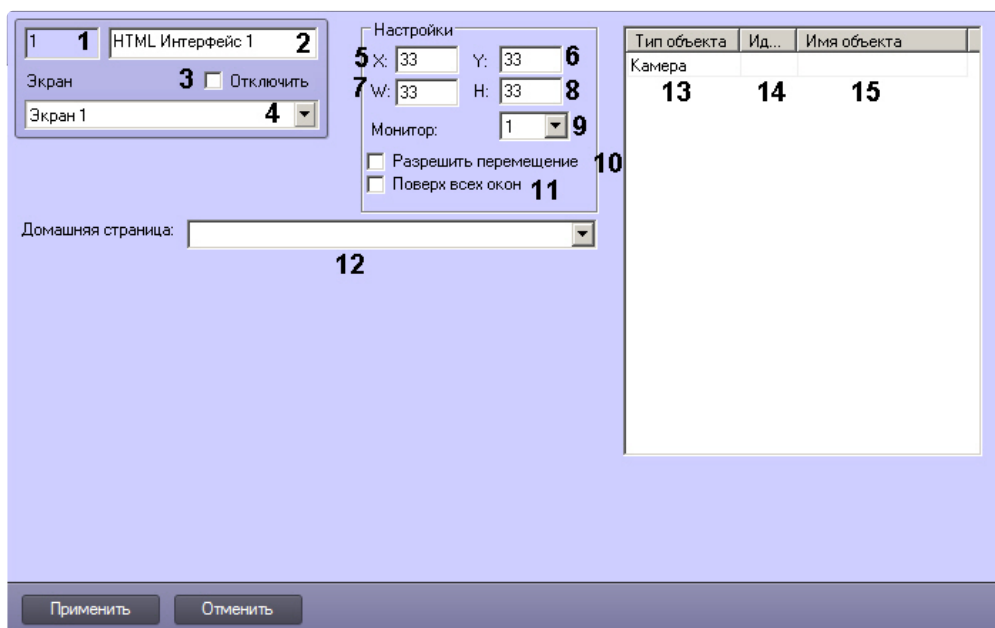 1 1 HTML Интерфейс 1 2
Экран 3 Отключить
Экран 1 4
Настройки
5 X: 33 Y: 33 6
7 W: 33 H: 33 8
Монитор: 1 9
Разрешить перемещение 10
Поверх всех окон 11
Домашняя страница:
12
Тип объекта Ид... Имя объекта
Камера
13 14 15
Применить Отменить